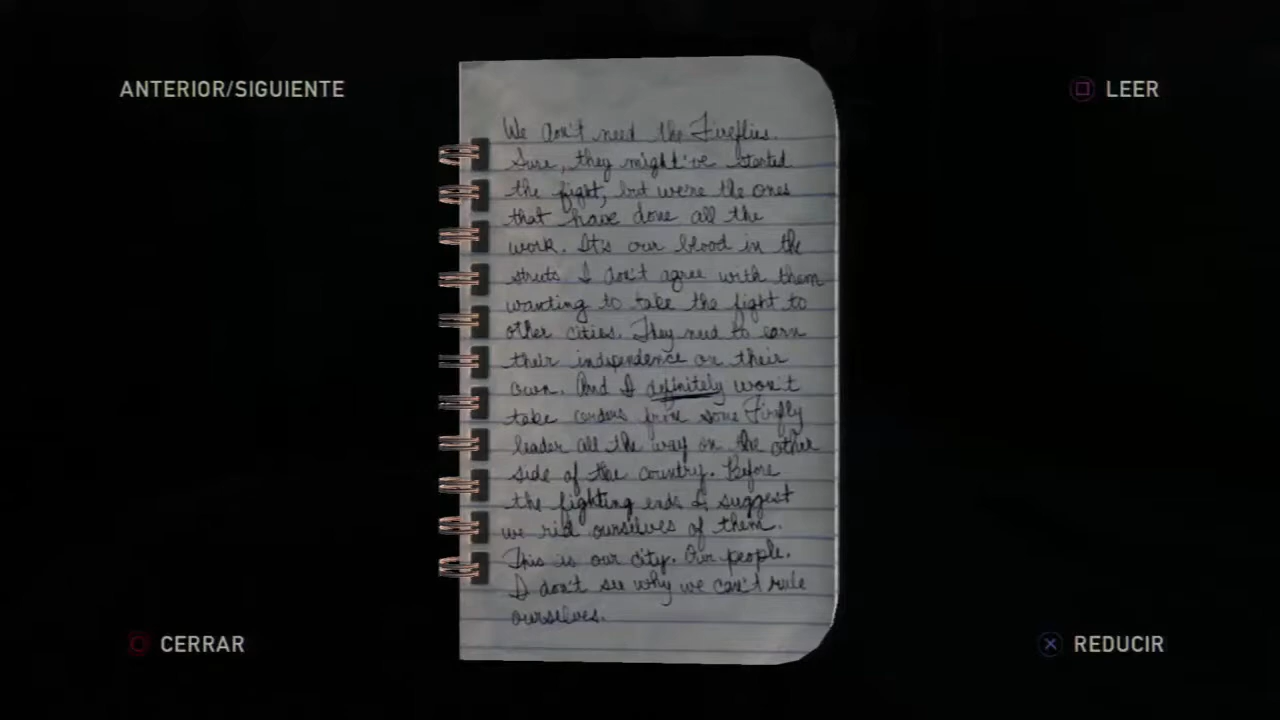 ANTERIOR/SIGUIENTE
LEER
We don't need the Fireflies.
Sure, they might've started
the fight, but we're the ones
that have done all the
work. It's our blood in the
streets I don't agree with them
wanting to take the fight to
other cities. They need to earn
their independence on their
own. And I definitely won't
take orders from some Firefly
leader all the way on the other
side of the country. Before
the fighting ends I suggest
we rid ourselves of them.
This is our city. Our people.
I don't see why we can't rule
ourselves.
CERRAR
REDUCIR